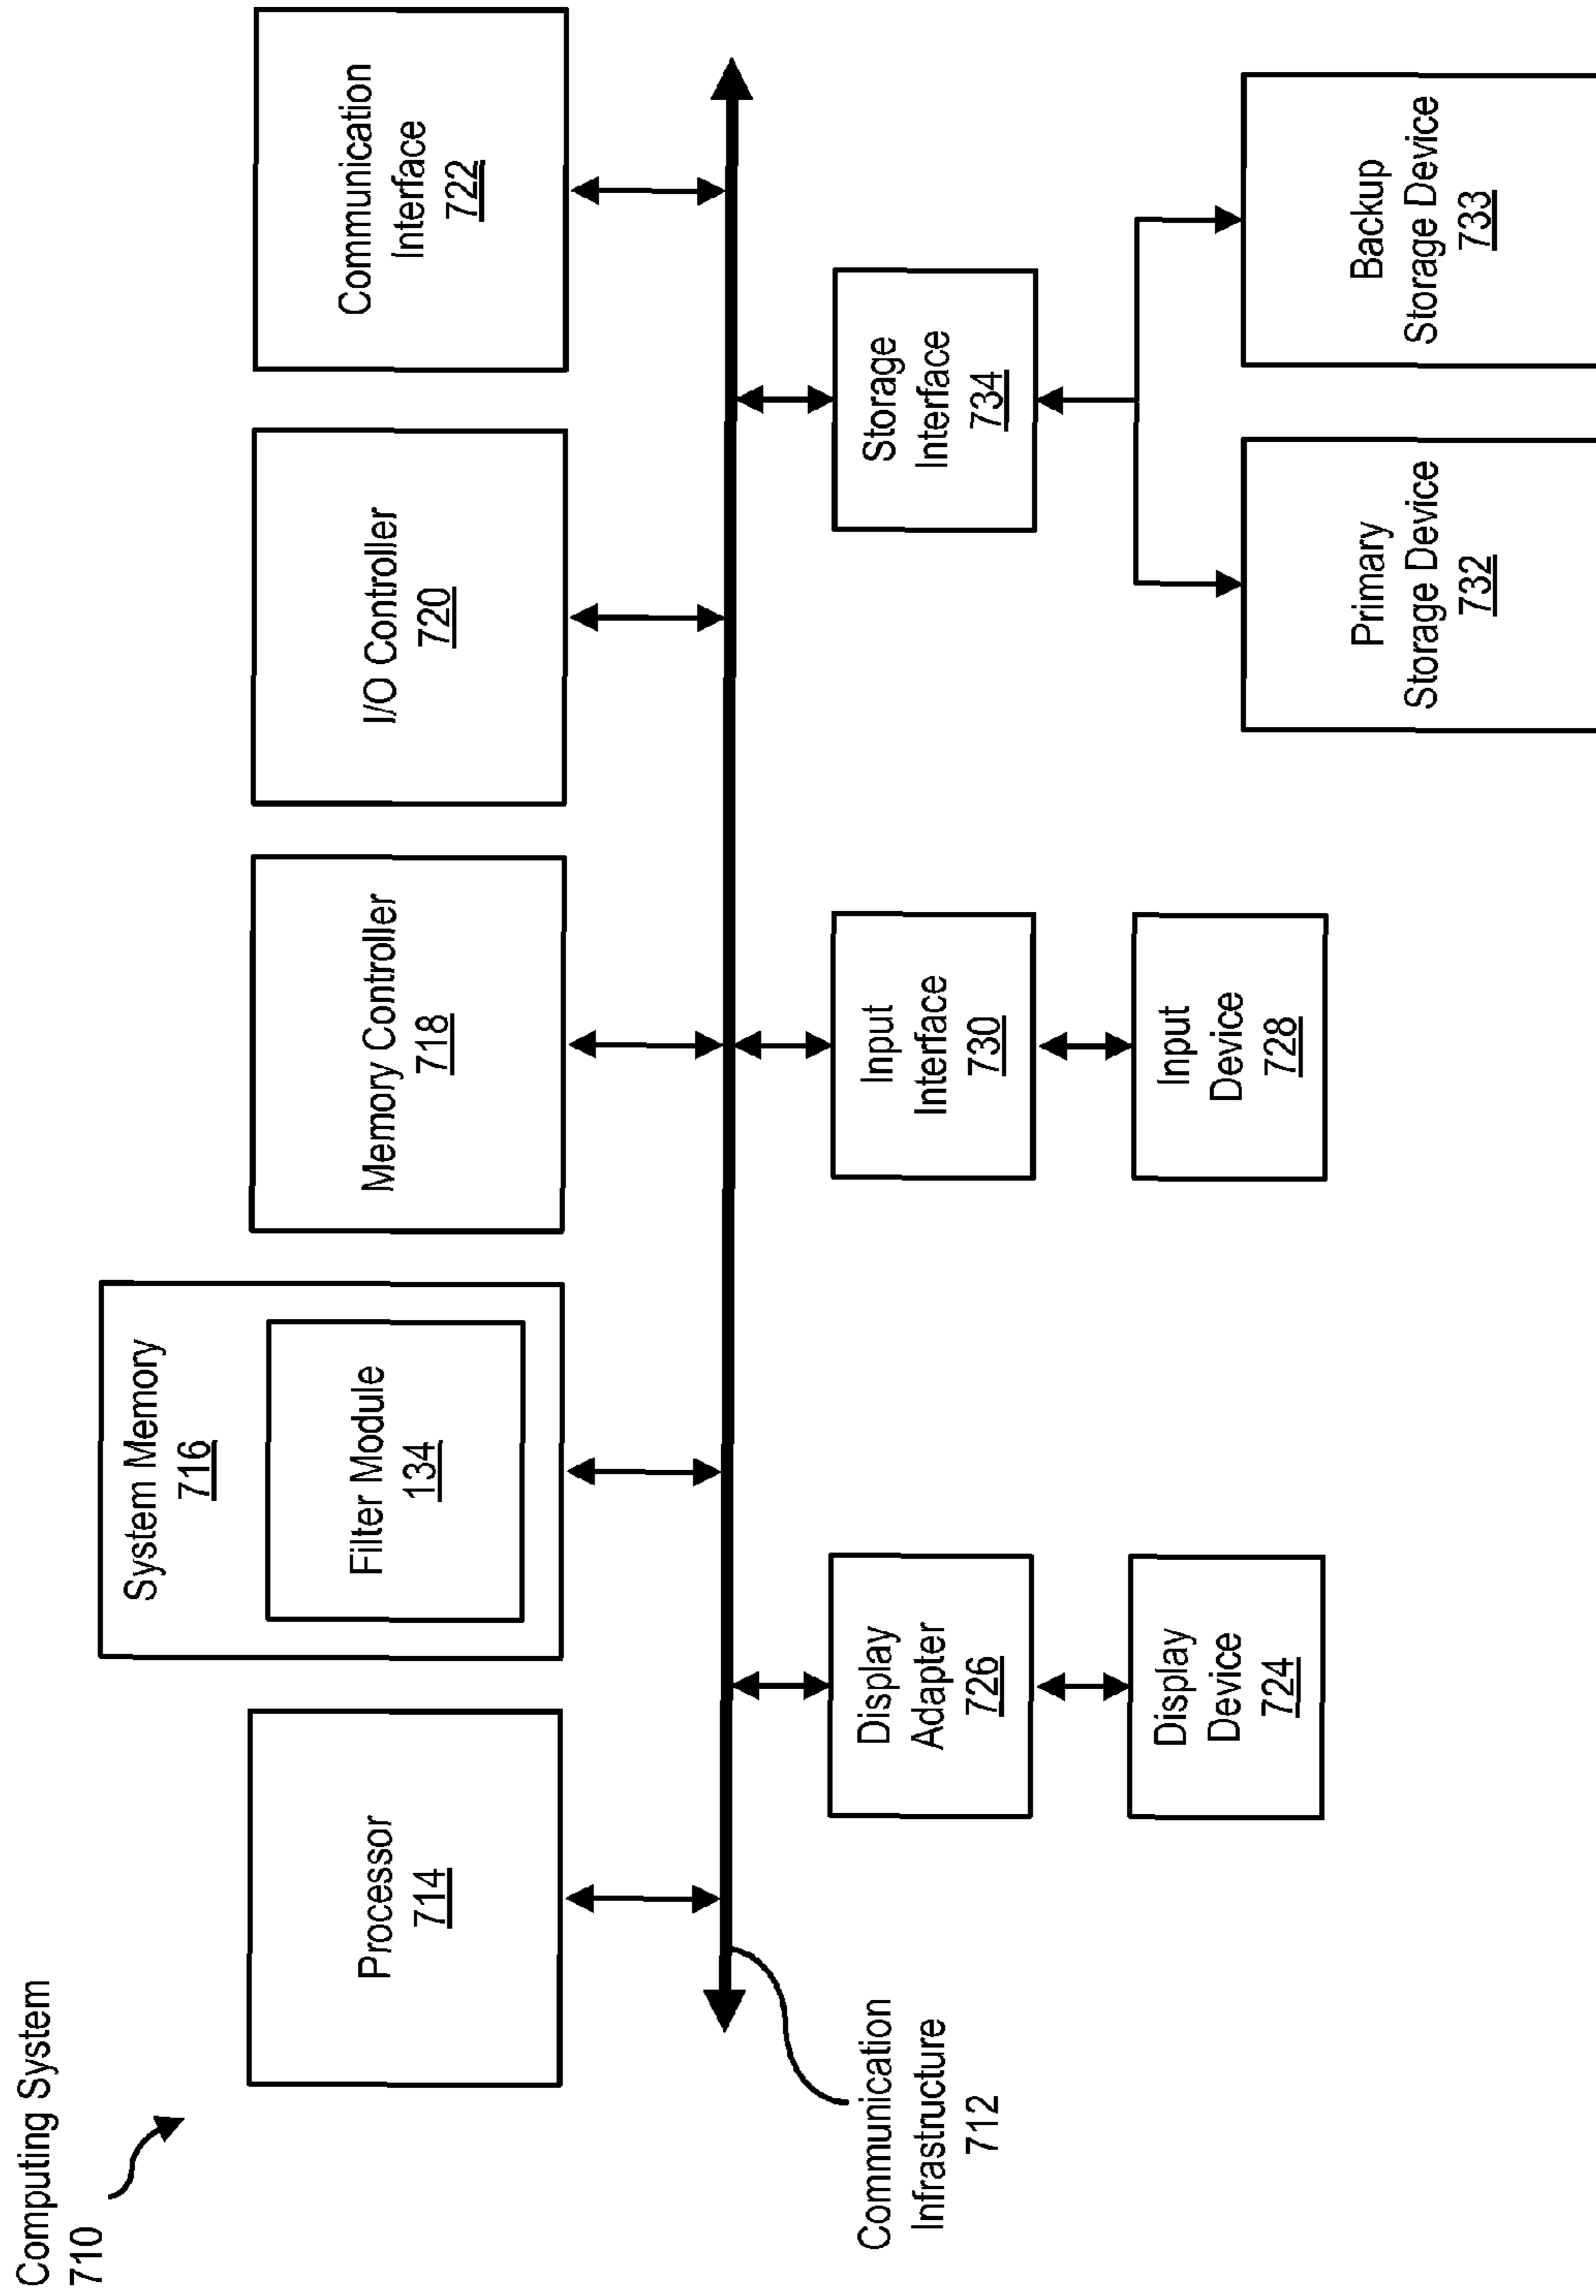 Computing System
710
Processor
714
System Memory
716
Filter Module
134
Memory Controller
718
I/O Controller
720
Communication
Interface
722
Communication
Infrastructure
712
Display
Adapter
726
Input
Interface
730
Storage
Interface
734
Display
Device
724
Input
Device
728
Primary
Storage Device
732
Backup
Storage Device
733